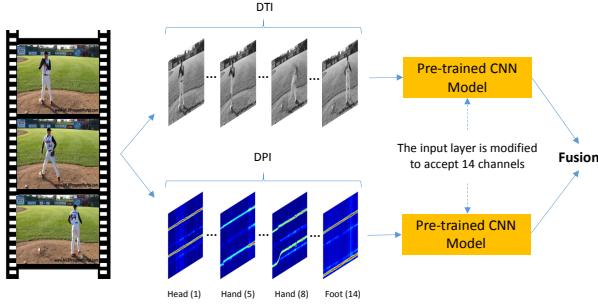 DTI
Pre-trained CNN
Model
The input layer is modified
to accept 14 channels
Fusion
DPI
Pre-trained CNN
Model
Head (1)
Hand (5)
Hand (8)
Foot (14)